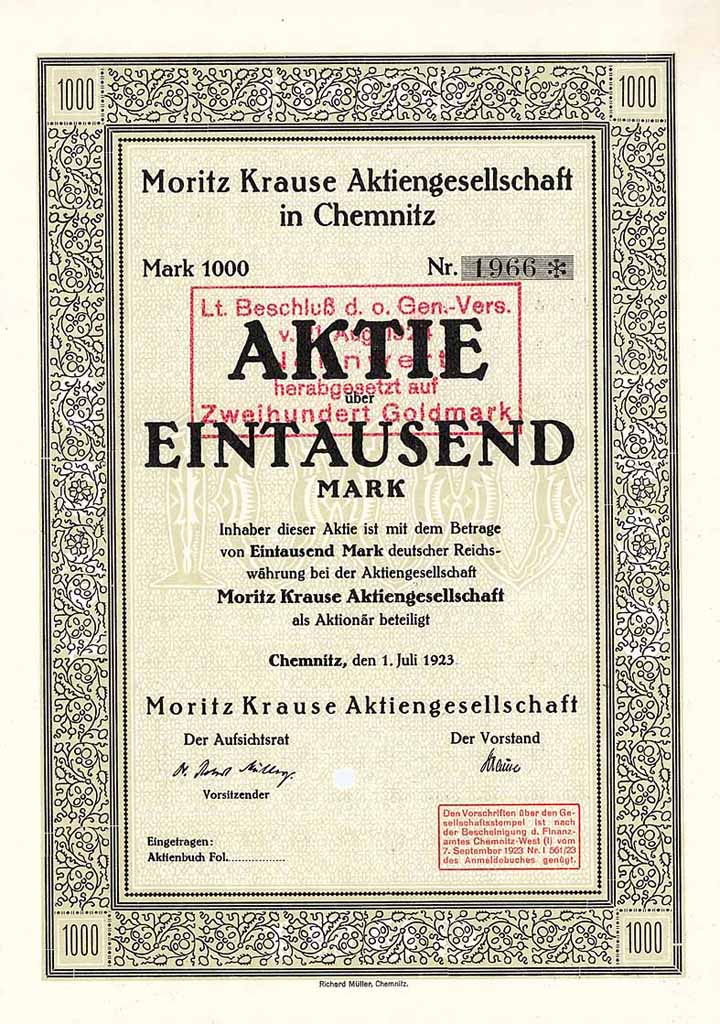 1000 1000
Moritz Krause Aktiengesellschaft
in Chemnitz
Mark 1000 Nr. 1966 *
Lt. Beschluß d. o. Gen.-Vers.
AKTIE
herabgesetzt auf
über
Zweihundert Goldmark
EINTAUSEND
MARK
1000
Inhaber dieser Aktie ist mit dem Betrage
von Eintausend Mark deutscher Reichs-
währung bei der Aktiengesellschaft
Moritz Krause Aktiengesellschaft
als Aktionär beteiligt
Chemnitz, den 1. Juli 1923.
Moritz Krause Aktiengesellschaft
Der Aufsichtsrat Der Vorstand
Krause
Vorsitzender
Den Vorschriften über den Ge-
sellschaftsstempel ist nach
der Bescheinigung d. Finanz-
amtes Chemnitz-West (I) vom
7. September 1923 Nr. I 561/23
des Anmeldebuches genügt.
Eingetragen:
Aktienbuch Fol.................
1000 1000
Richard Müller, Chemnitz.